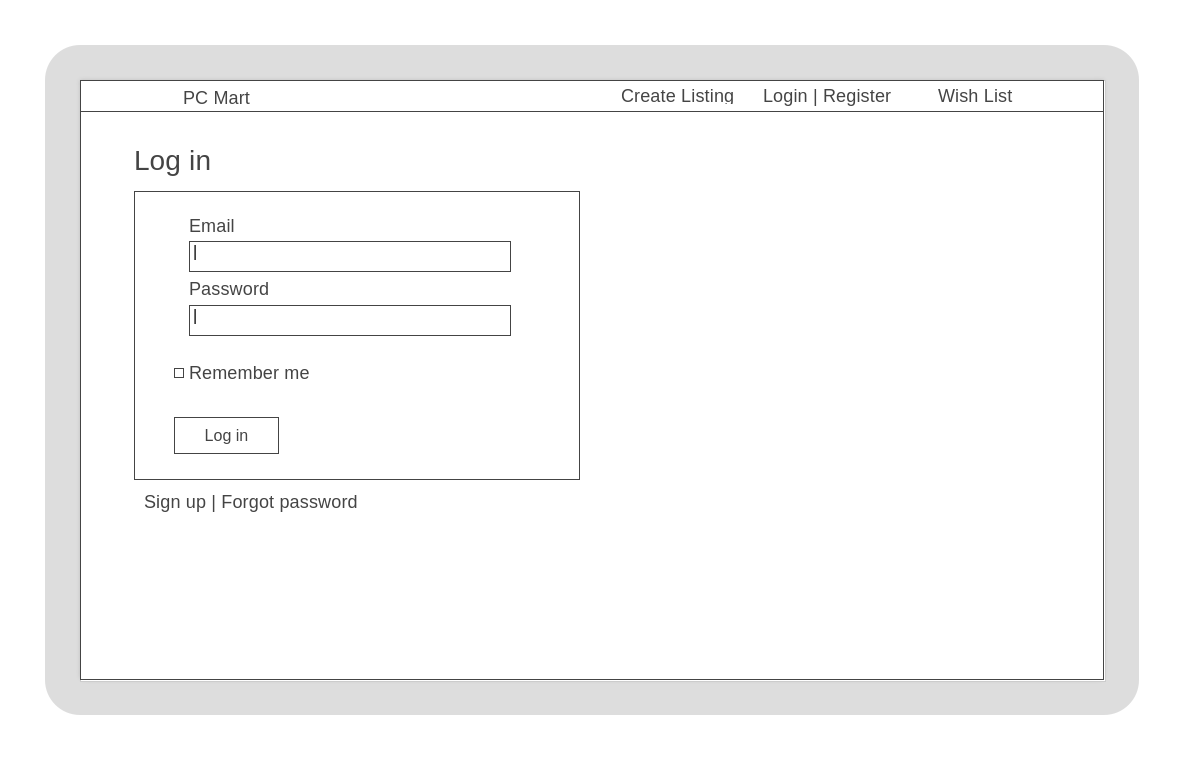 PC Mart Create Listing Login | Register Wish List
Log in
Email
Password
Remember me
Log in
Sign up | Forgot password